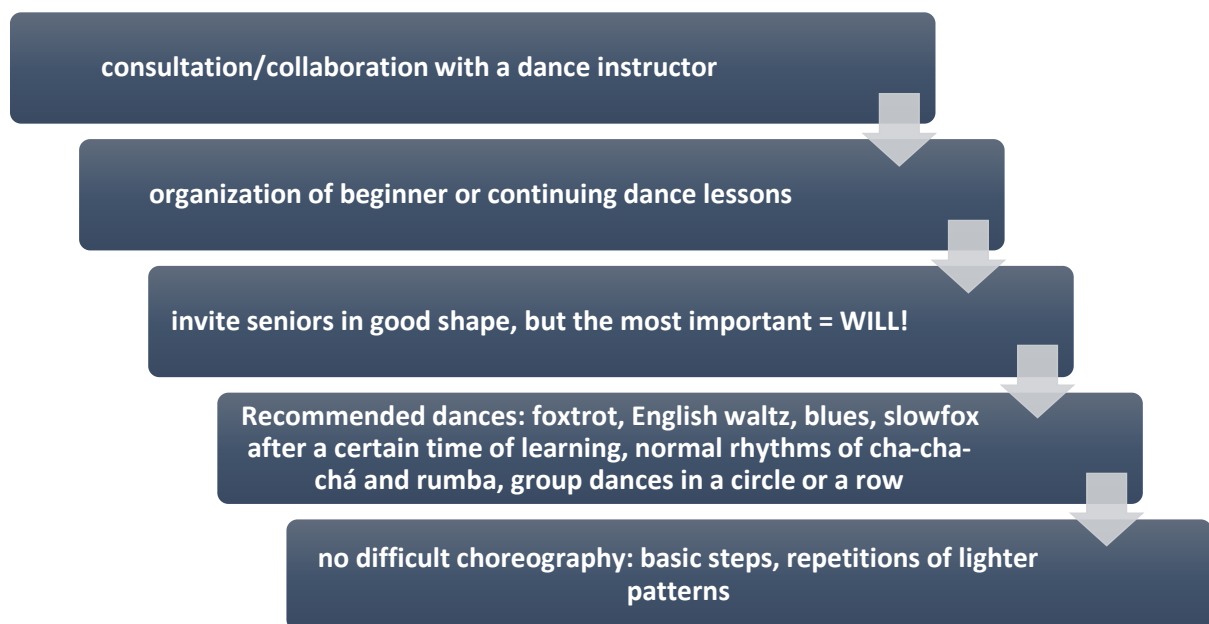 consultation/collaboration with a dance instructor
organization of beginner or continuing dance lessons
invite seniors in good shape, but the most important = WILL!
Recommended dances: foxtrot, English waltz, blues, slowfox
after a certain time of learning, normal rhythms of cha-cha-
chá and rumba, group dances in a circle or a row
no difficult choreography: basic steps, repetitions of lighter
patterns